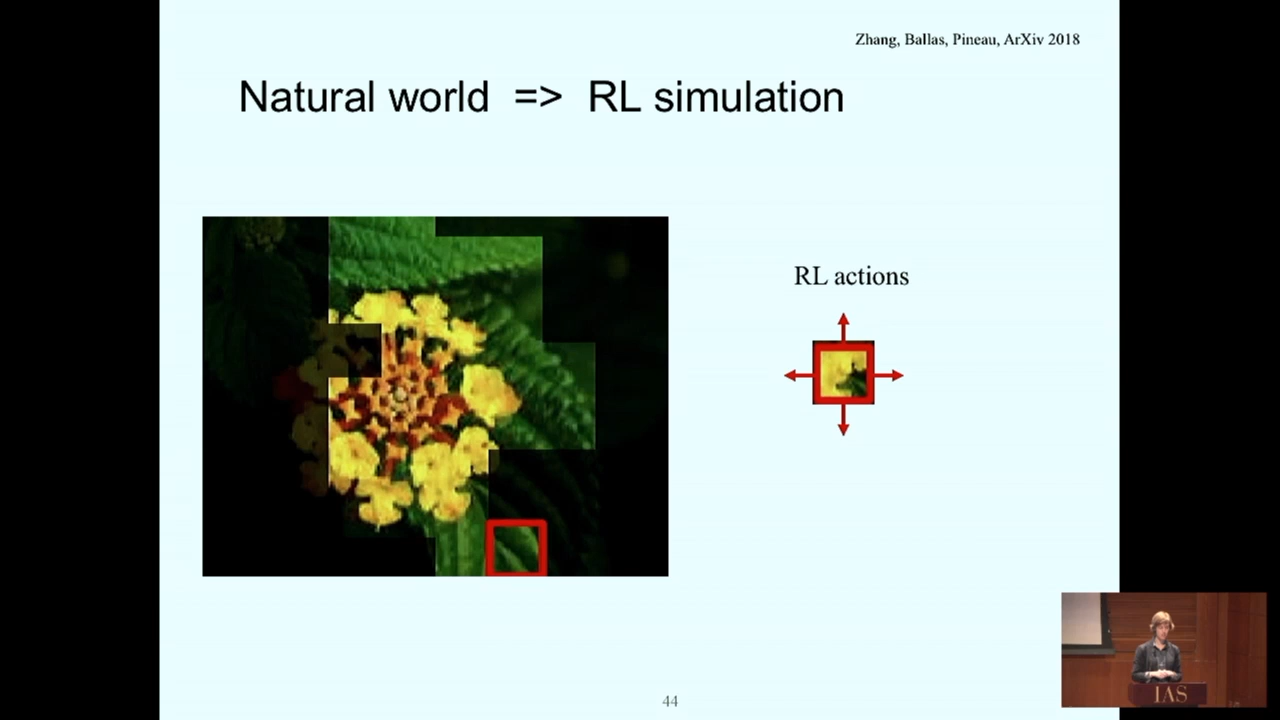 Zhang, Ballas, Pineau, ArXiv 2018
Natural world => RL simulation
RL actions
IAS
44